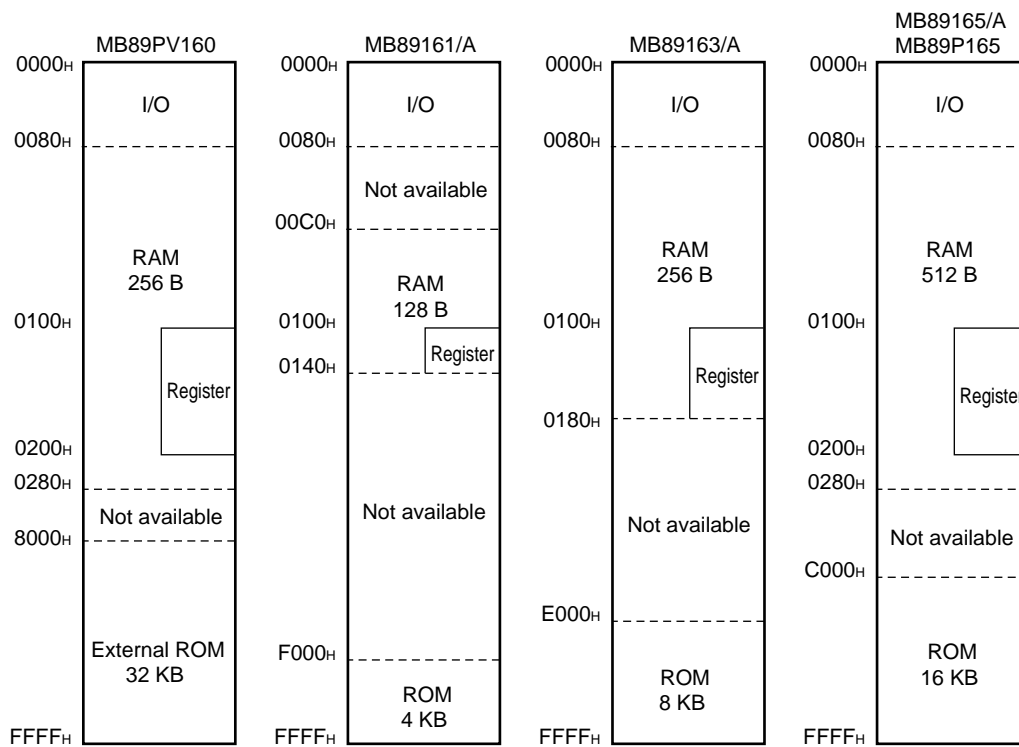 MB89PV160
0000H
I/O
0080H
RAM
256 B
0100H
Register
0200H
0280H
Not available
8000H
External ROM
32 KB
FFFFH
MB89161/A
0000H
I/O
0080H
Not available
00C0H
RAM
128 B
0100H
Register
0140H
Not available
F000H
ROM
4 KB
FFFFH
MB89163/A
0000H
I/O
0080H
RAM
256 B
0100H
Register
0180H
Not available
E000H
ROM
8 KB
FFFFH
MB89165/A
MB89P165
0000H
I/O
0080H
RAM
512 B
0100H
Register
0200H
0280H
Not available
C000H
ROM
16 KB
FFFFH